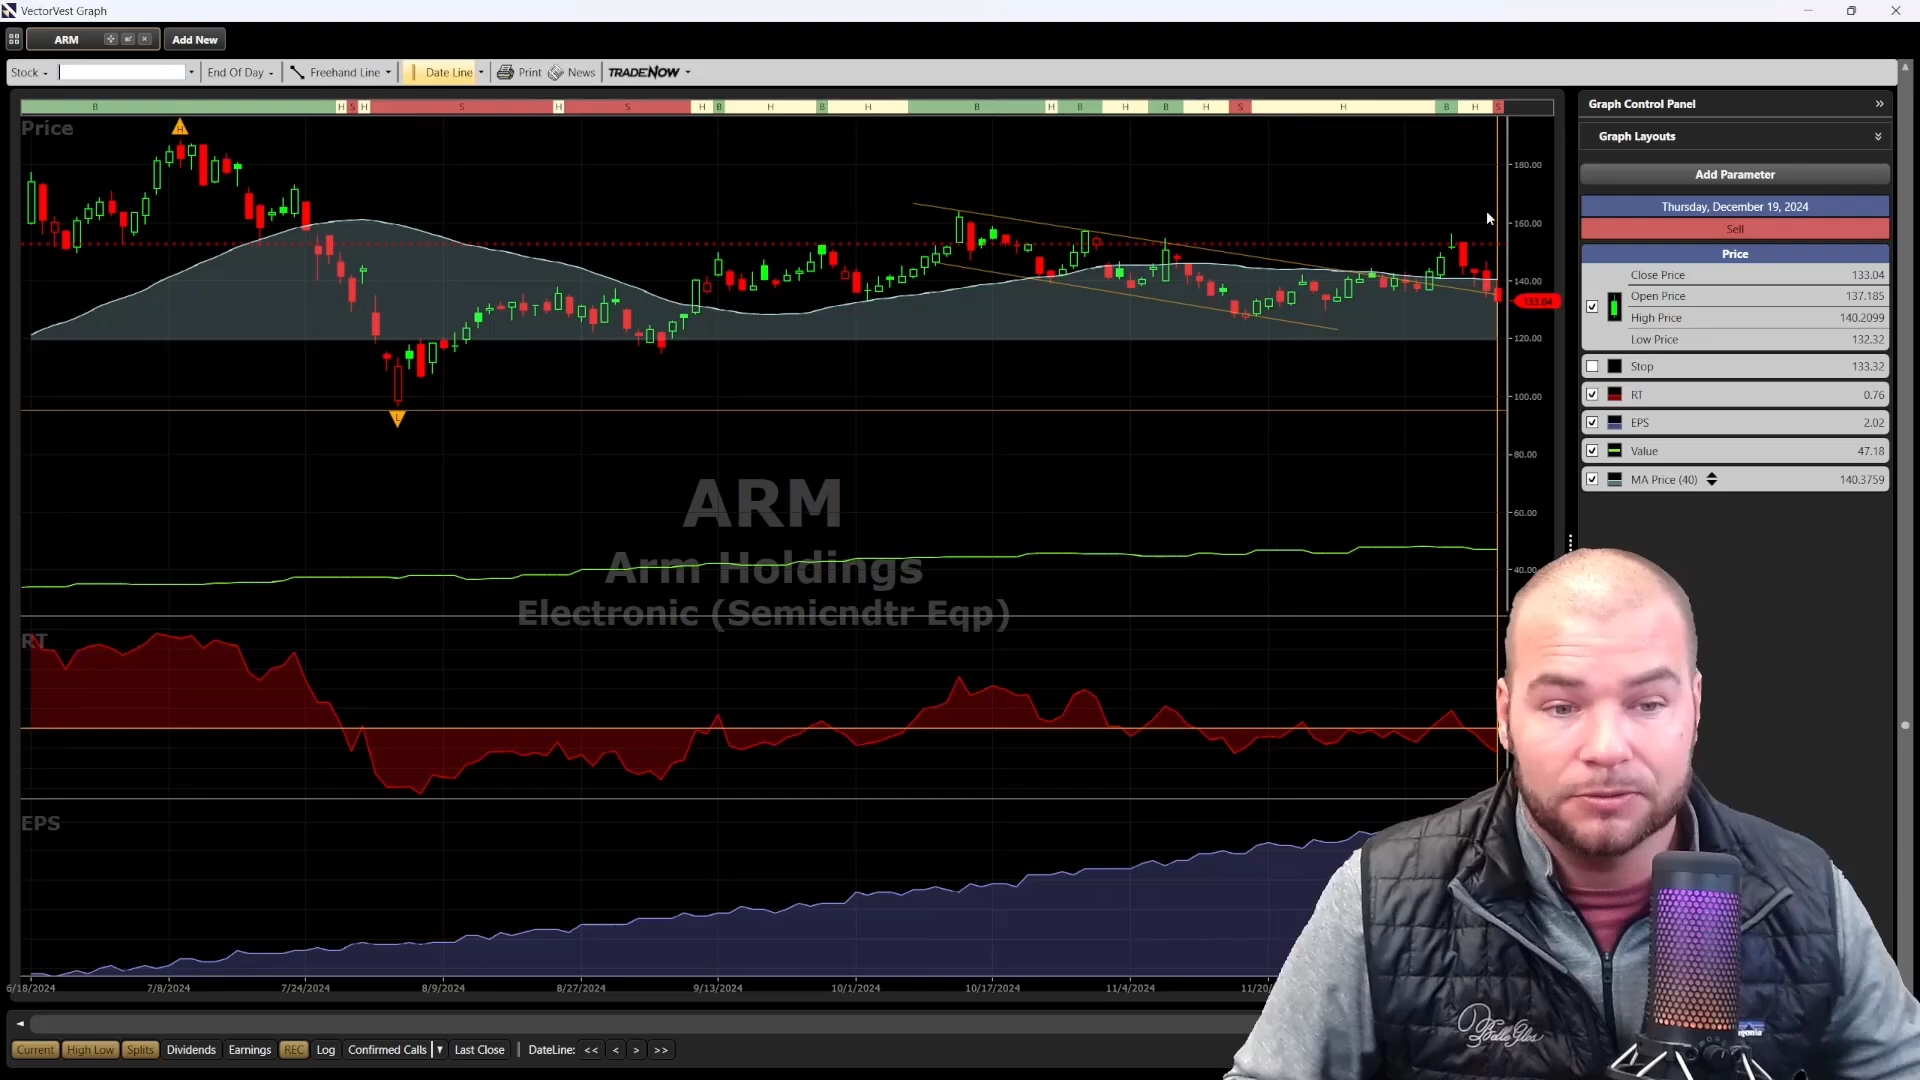 VectorVest Graph
ARM
Add New
Stock
End Of Day
Freehand Line
Date Line
Print
News
TRADENOW
B H S H S H S H B H B H B H B H B H S H B H S
Price
H
180.00
160.00
140.00
133.04
120.00
100.00
80.00
60.00
40.00
L
ARM
Arm Holdings
Electronic (Semicndtr Eqp)
RT
EPS
6/18/2024 7/8/2024 7/24/2024 8/9/2024 8/27/2024 9/13/2024 10/1/2024 10/17/2024 11/4/2024 11/20
Graph Control Panel
Graph Layouts
Add Parameter
Thursday, December 19, 2024
Sell
Price
Close Price 133.04
Open Price 137.185
High Price 140.2099
Low Price 132.32
Stop 133.32
RT 0.76
EPS 2.02
Value 47.18
MA Price (40) 140.3759
Current High Low Splits Dividends Earnings REC Log Confirmed Calls Last Close DateLine: << < > >>